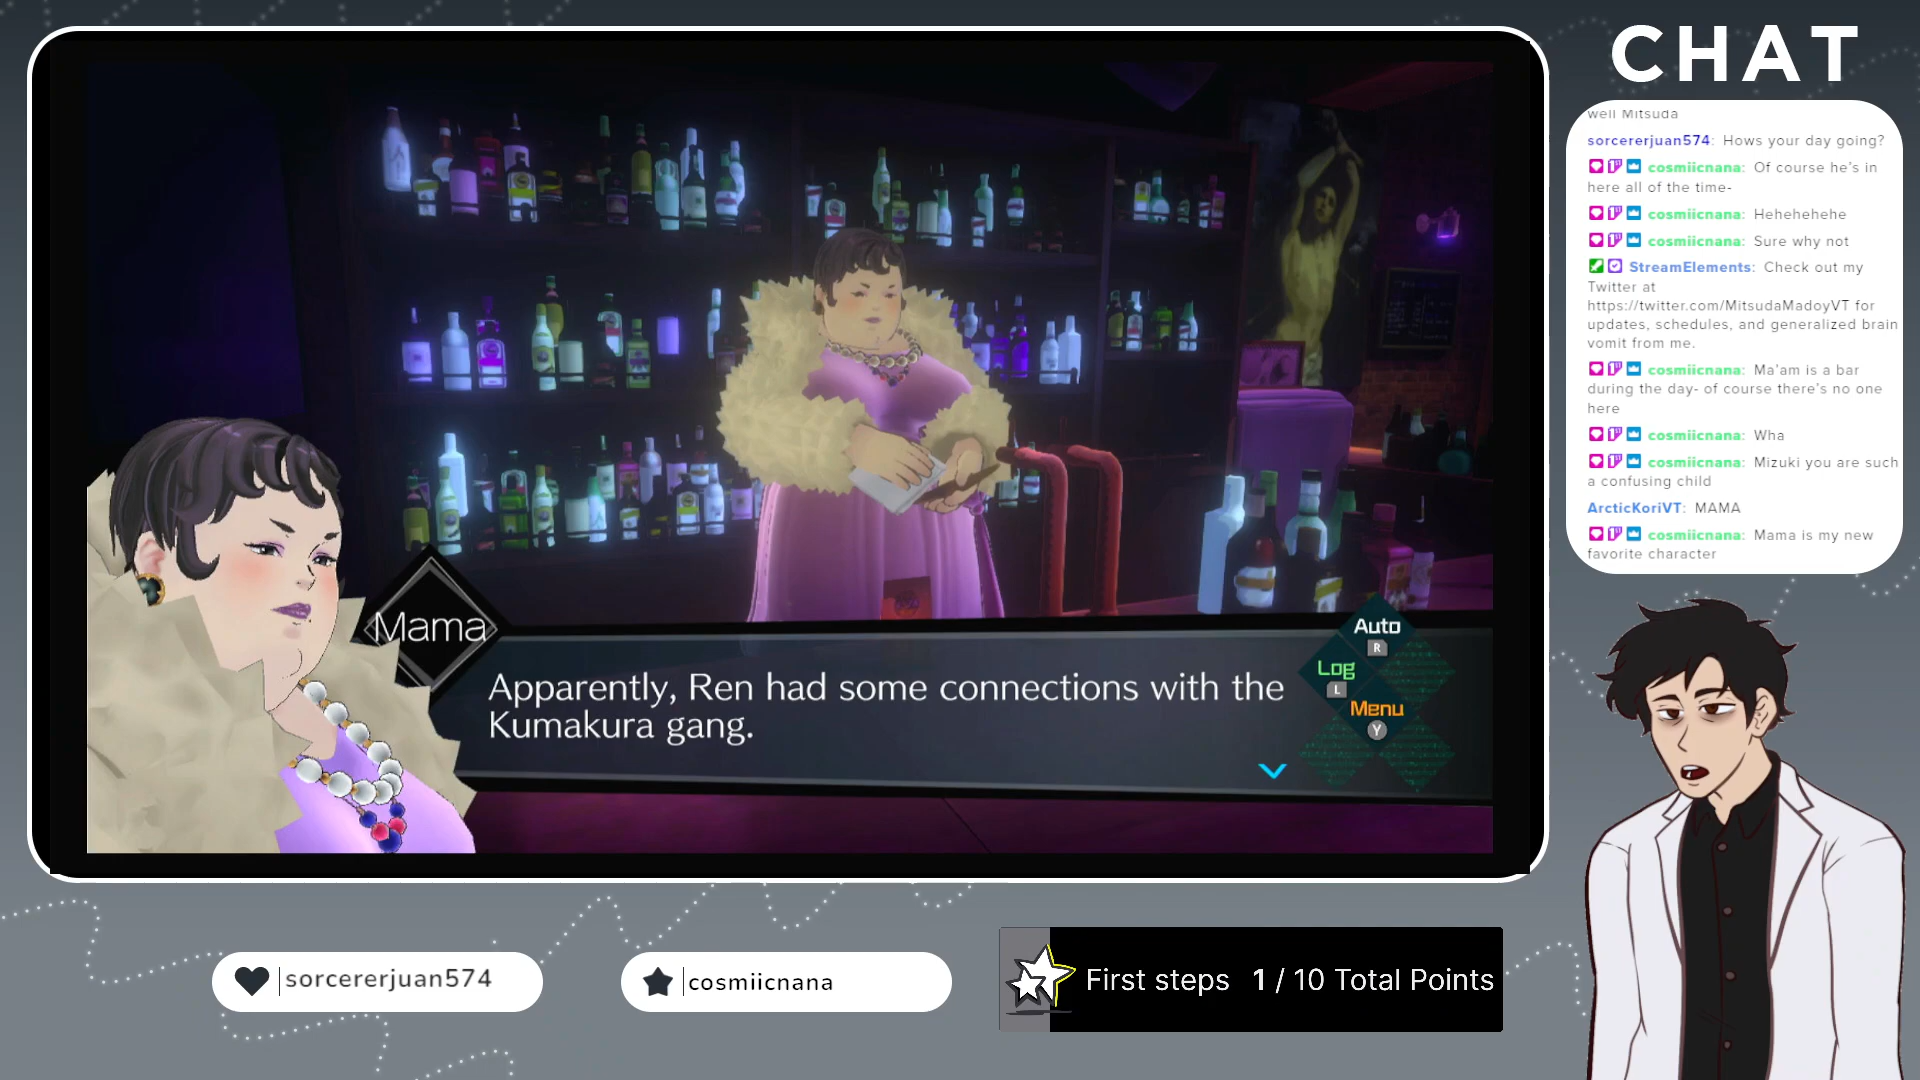 CHAT
well Mitsuda
sorcererjuan574: Hows your day going?
cosmiicnana: Of course he's in
here all of the time-
cosmiicnana: Hehehehehe
cosmiicnana: Sure why not
StreamElements: Check out my
Twitter at
https://twitter.com/MitsudaMadoyVT for
updates, schedules, and generalized brain
vomit from me.
cosmiicnana: Ma'am is a bar
during the day- of course there's no one
here
cosmiicnana: Wha
cosmiicnana: Mizuki you are such
a confusing child
ArcticKoriVT: MAMA
cosmiicnana: Mama is my new
favorite character
Mama
Apparently, Ren had some connections with the
Kumakura gang.
Auto
R
Log
L
Menu
Y
sorcererjuan574
cosmiicnana
First steps 1 / 10 Total Points